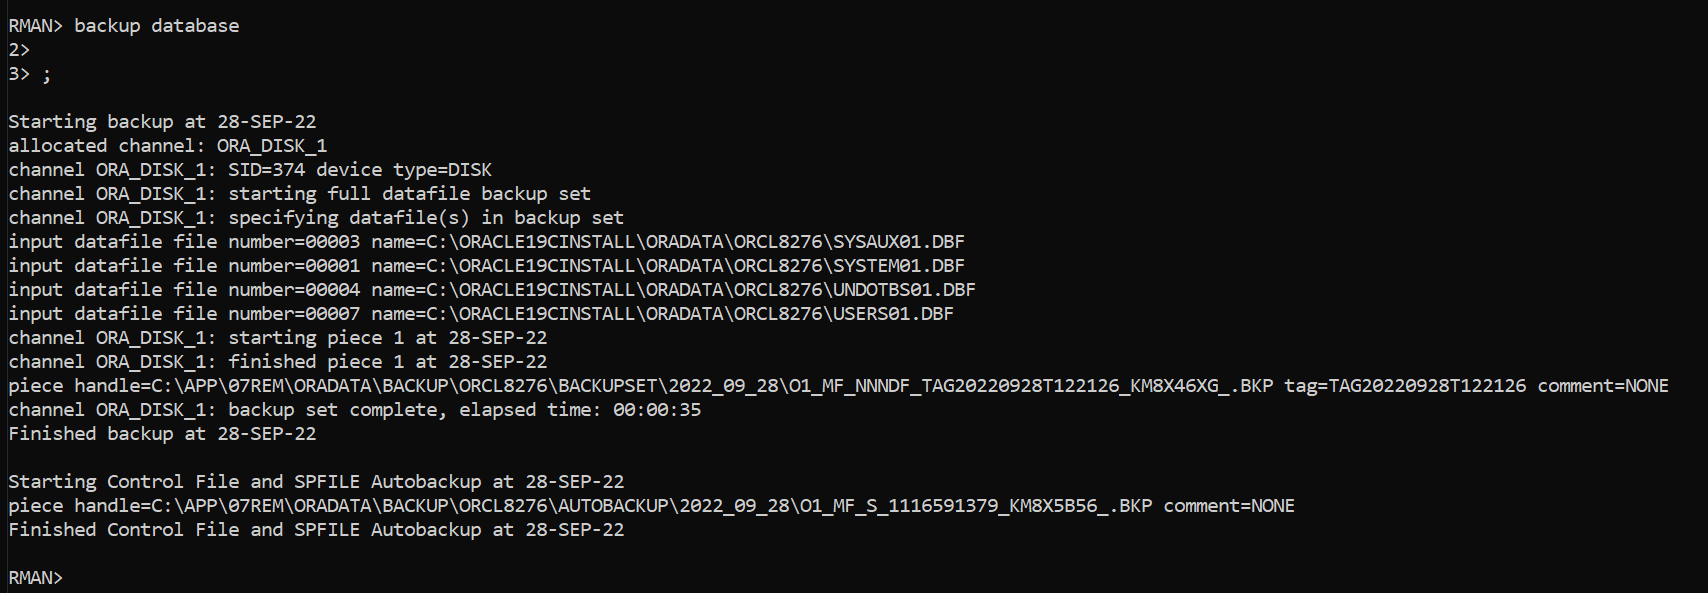 RMAN> backup database
2>
3> ;
Starting backup at 28-SEP-22
allocated channel: ORA_DISK_1
channel ORA_DISK_1: SID=374 device type=DISK
channel ORA_DISK_1: starting full datafile backup set
channel ORA_DISK_1: specifying datafile(s) in backup set
input datafile file number=00003 name=C:\ORACLE19CINSTALL\ORADATA\ORCL8276\SYSAUX01.DBF
input datafile file number=00001 name=C:\ORACLE19CINSTALL\ORADATA\ORCL8276\SYSTEM01.DBF
input datafile file number=00004 name=C:\ORACLE19CINSTALL\ORADATA\ORCL8276\UNDOTBS01.DBF
input datafile file number=00007 name=C:\ORACLE19CINSTALL\ORADATA\ORCL8276\USERS01.DBF
channel ORA_DISK_1: starting piece 1 at 28-SEP-22
channel ORA_DISK_1: finished piece 1 at 28-SEP-22
piece handle=C:\APP\07REM\ORADATA\BACKUP\ORCL8276\BACKUPSET\2022_09_28\O1_MF_NNNDF_TAG20220928T122126_KM8X46XG_.BKP tag=TAG20220928T122126 comment=NONE
channel ORA_DISK_1: backup set complete, elapsed time: 00:00:35
Finished backup at 28-SEP-22
Starting Control File and SPFILE Autobackup at 28-SEP-22
piece handle=C:\APP\07REM\ORADATA\BACKUP\ORCL8276\AUTOBACKUP\2022_09_28\O1_MF_S_1116591379_KM8X5B56_.BKP comment=NONE
Finished Control File and SPFILE Autobackup at 28-SEP-22
RMAN>